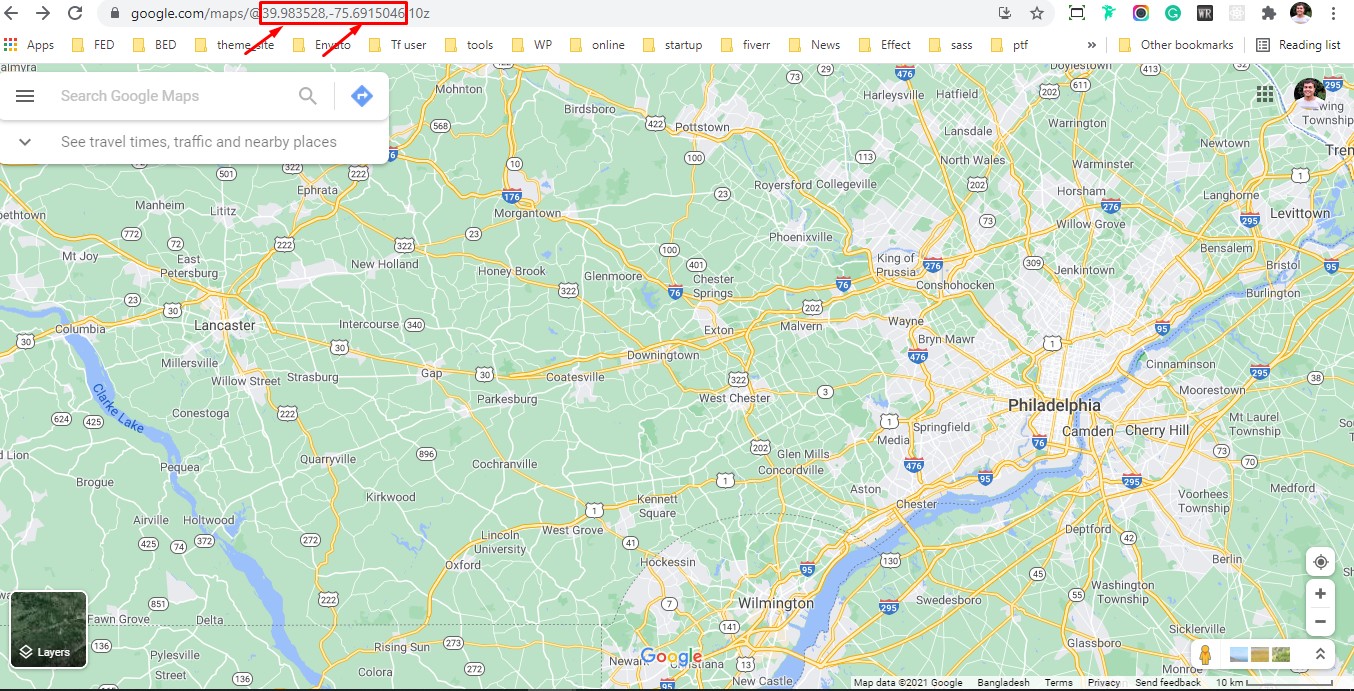 google.com/maps/@39.983528,-75.6915046,10z
Apps FED BED theme_site Envato Tf user tools WP online startup fiverr News Effect sass ptf » Other bookmarks Reading list
Search Google Maps
See travel times, traffic and nearby places
Mohnton
Birdsboro
Pottstown
Harleysville
Hatfield
Doylestown
Warrington
Lansdale
North Wales
Warminster
Newtown
Township
Ephrata
Royersford
Collegeville
Horsham
Langhorne
Manheim
Lititz
Morgantown
Willow Grove
Levittown
Phoenixville
Bensalem
Mt Joy
East
Petersburg
New Holland
Honey Brook
Glenmoore
Chester
Springs
King of
Prussia
Conshohocken
Jenkintown
Bristol
Burlington
Columbia
Lancaster
Intercourse
Exton
Malvern
Wayne
Bryn Mawr
Downingtown
Cinnaminson
Millersville
Willow Street
Strasburg
Gap
Coatesville
Moorestown
Clarke Lake
Conestoga
Parkesburg
West Chester
Philadelphia
Mt Laurel
Township
Springfield
Camden
Cherry Hill
Media
Quarryville
Glen Mills
Concordville
Pequea
Cochranville
Brogue
Aston
Medford
Kirkwood
Kennett
Square
Chester
Voorhees
Township
Airville
Holtwood
West Grove
Deptford
Lincoln
University
Hockessin
Berlin
Oxford
Washington
Township
Wilmington
Swedesboro
Fawn Grove
Delta
Sicklerville
Rising Sun
Glassboro
Pylesville
Street
Colora
New Castle
Layers
Google
Map data ©2021 Google Bangladesh Terms Privacy Send feedback 10 km